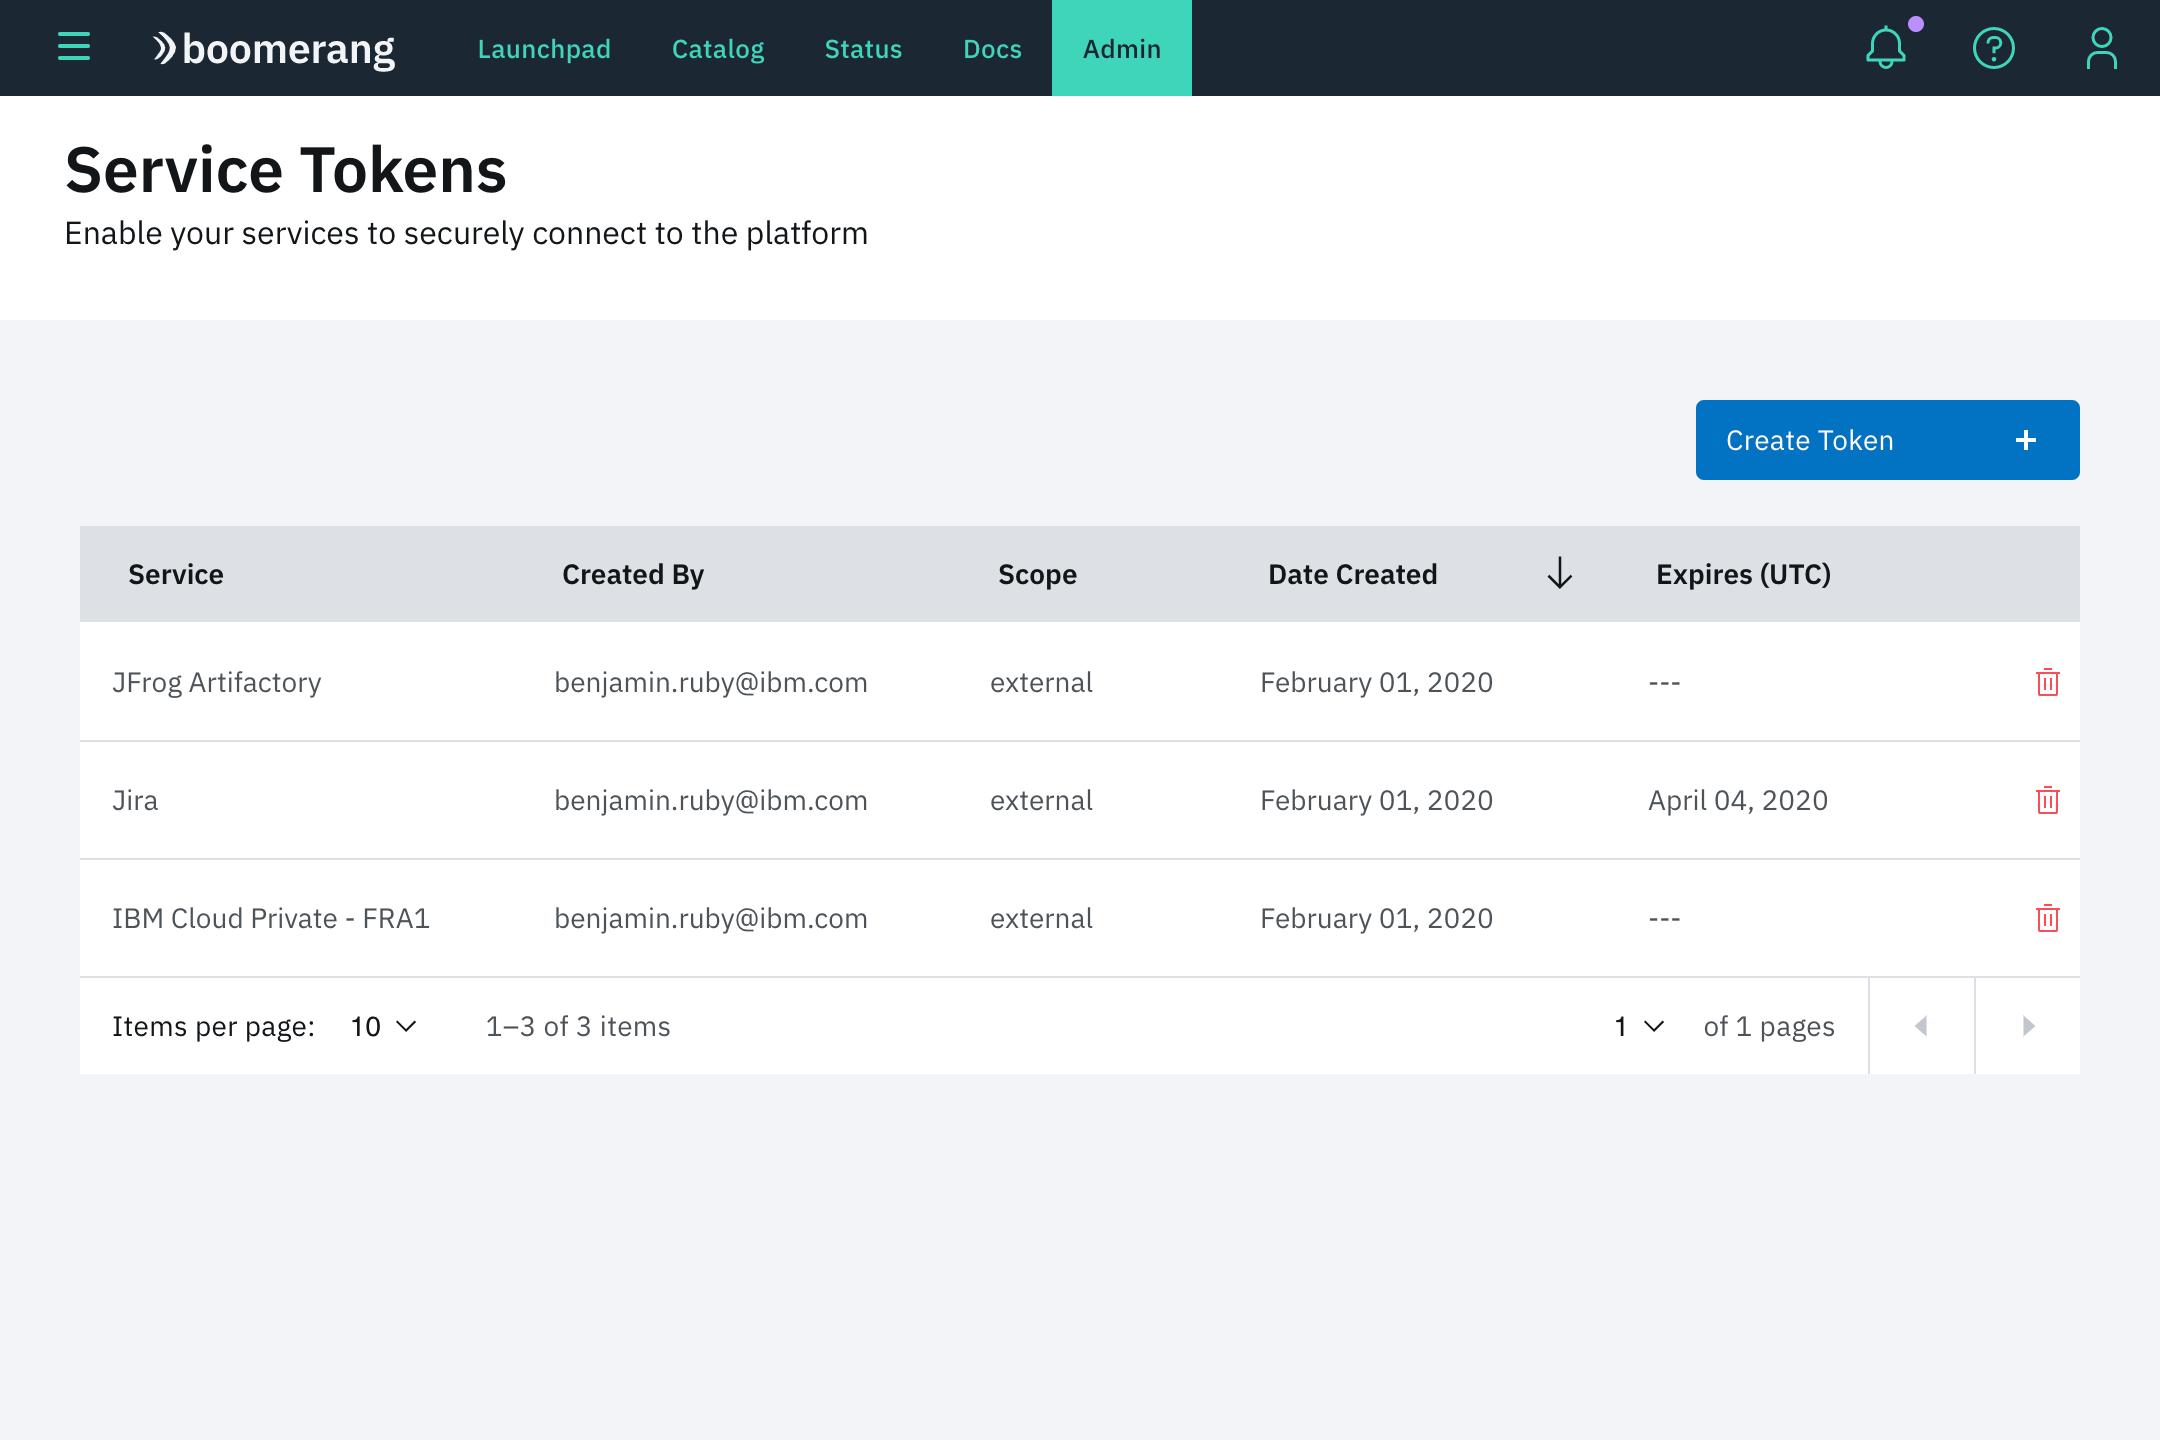 boomerang Launchpad Catalog Status Docs Admin
Service Tokens
Enable your services to securely connect to the platform
Create Token +
Service Created By Scope Date Created Expires (UTC)
JFrog Artifactory benjamin.ruby@ibm.com external February 01, 2020 ---
Jira benjamin.ruby@ibm.com external February 01, 2020 April 04, 2020
IBM Cloud Private - FRA1 benjamin.ruby@ibm.com external February 01, 2020 ---
Items per page: 10 1–3 of 3 items 1 of 1 pages